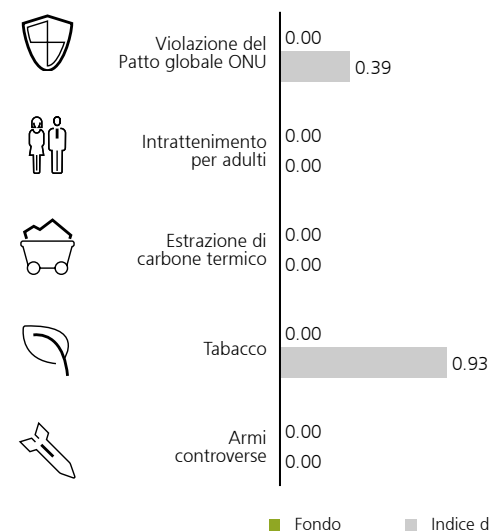 Violazione del
Patto globale ONU
0.00
0.39
Intrattenimento
per adulti
0.00
0.00
Estrazione di
carbone termico
0.00
0.00
Tabacco
0.00
0.93
Armi
controverse
0.00
0.00
Fondo
Indice d